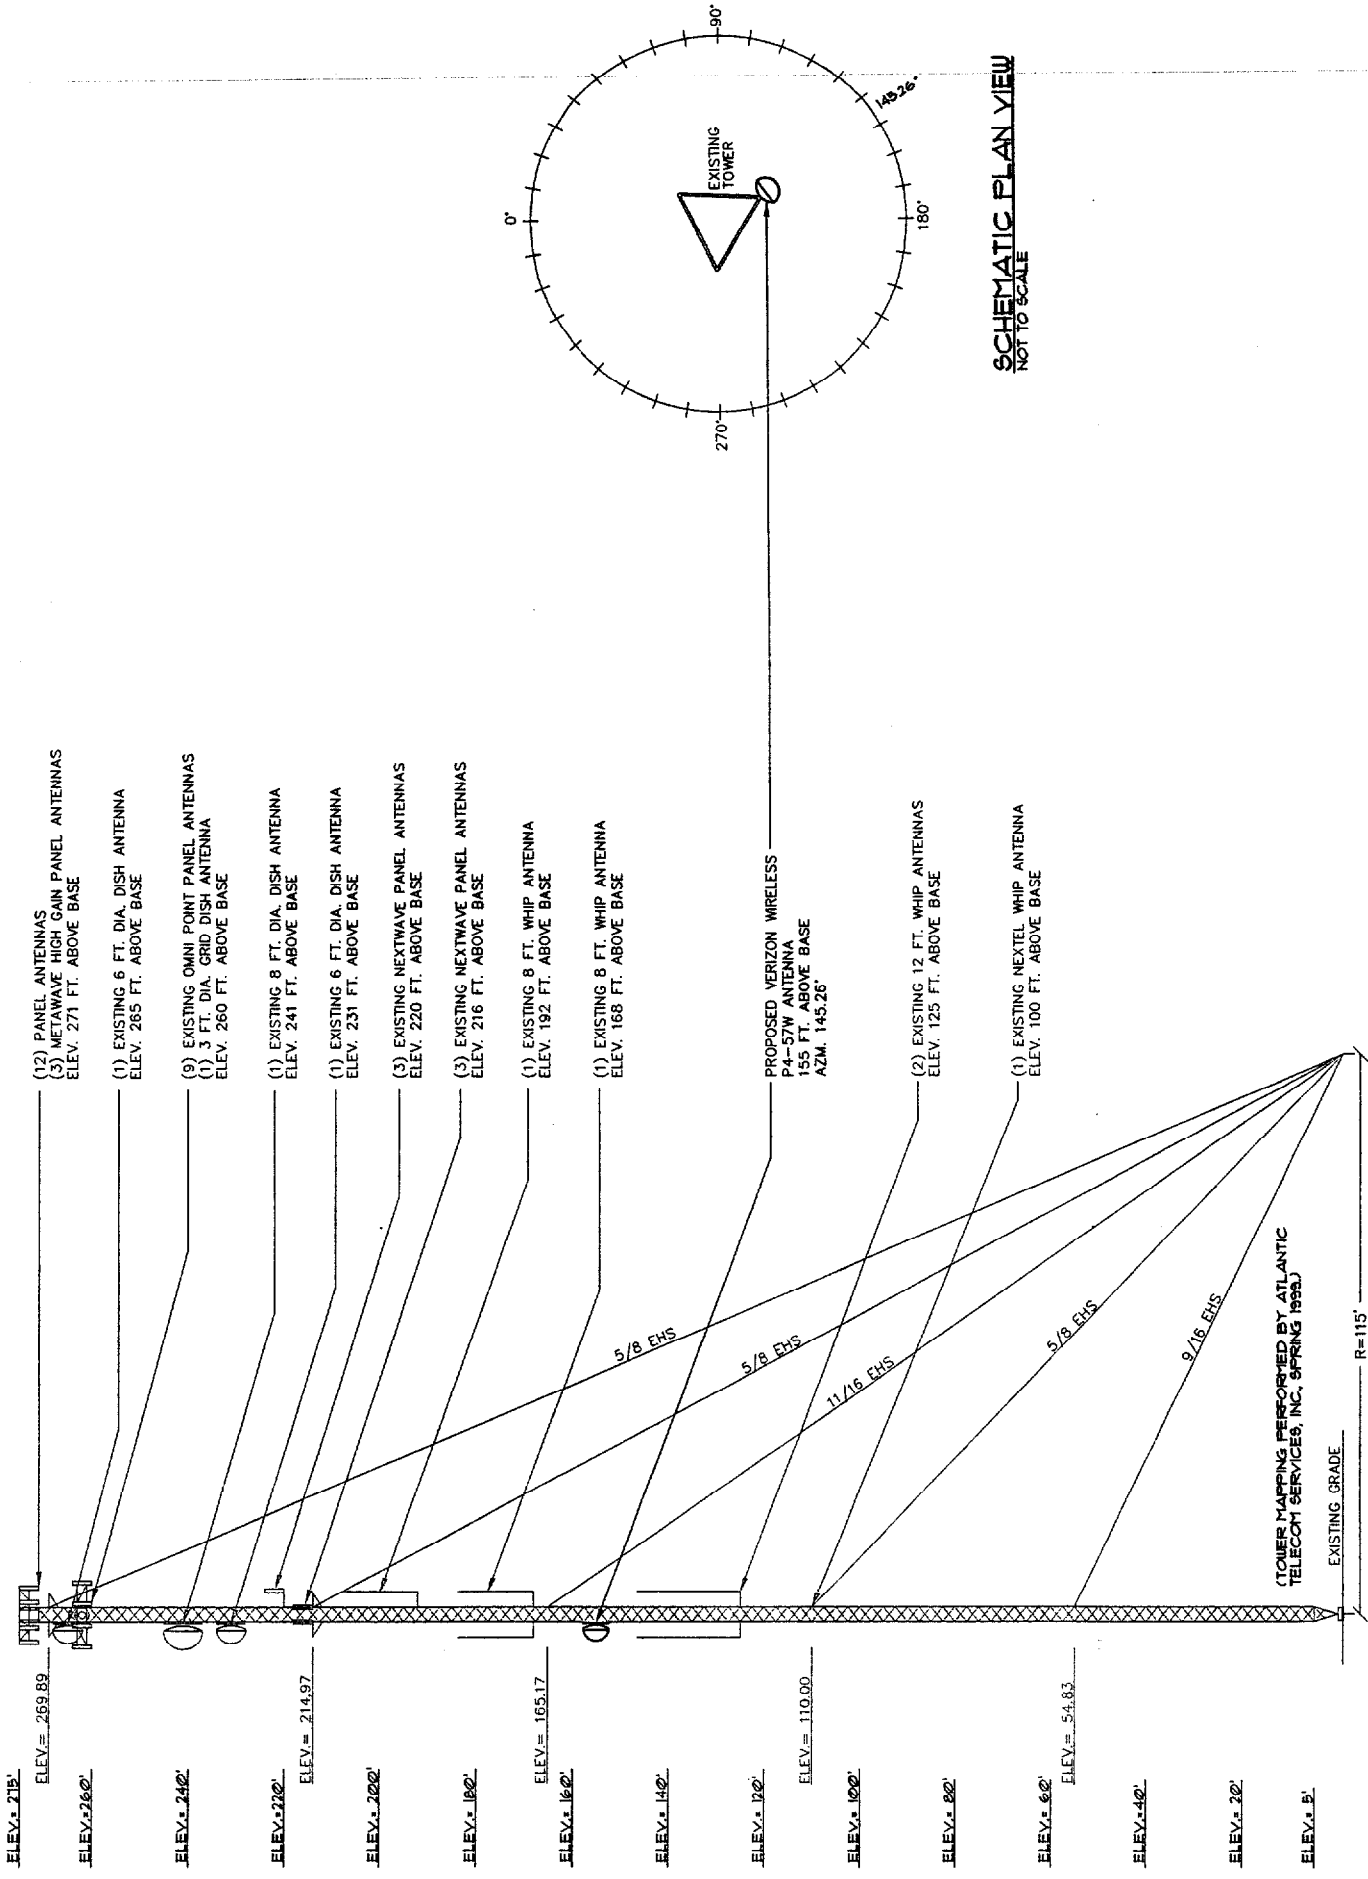 ELEV.= 275'
ELEV.=260'
ELEV.= 240'
ELEV.=220'
ELEV.= 200'
ELEV.= 180'
ELEV.= 160'
ELEV.= 140'
ELEV.= 120'
ELEV.= 100'
ELEV.= 80'
ELEV.= 60'
ELEV.=40'
ELEV.= 20'
ELEV.= 5'
ELEV.= 269.89
ELEV.= 214.97
ELEV.= 165.17
ELEV.= 110.00
ELEV.= 54.83
(12) PANEL ANTENNAS
(3) METAWAVE HIGH GAIN PANEL ANTENNAS
ELEV. 271 FT. ABOVE BASE
(1) EXISTING 6 FT. DIA. DISH ANTENNA
ELEV. 265 FT. ABOVE BASE
(9) EXISTING OMNI POINT PANEL ANTENNAS
(1) 3 FT. DIA. GRID DISH ANTENNA
ELEV. 260 FT. ABOVE BASE
(1) EXISTING 8 FT. DIA. DISH ANTENNA
ELEV. 241 FT. ABOVE BASE
(1) EXISTING 6 FT. DIA. DISH ANTENNA
ELEV. 231 FT. ABOVE BASE
(3) EXISTING NEXTWAVE PANEL ANTENNAS
ELEV. 220 FT. ABOVE BASE
(3) EXISTING NEXTWAVE PANEL ANTENNAS
ELEV. 216 FT. ABOVE BASE
(1) EXISTING 8 FT. WHIP ANTENNA
ELEV. 192 FT. ABOVE BASE
(1) EXISTING 8 FT. WHIP ANTENNA
ELEV. 168 FT. ABOVE BASE
PROPOSED VERIZON WIRELESS
P4-57W ANTENNA
155 FT. ABOVE BASE
AZM. 145.26°
(2) EXISTING 12 FT. WHIP ANTENNAS
ELEV. 125 FT. ABOVE BASE
(1) EXISTING NEXTEL WHIP ANTENNA
ELEV. 100 FT. ABOVE BASE
5/8 EHS
5/8 EHS
11/16 EHS
5/8 EHS
9/16 EHS
(TOWER MAPPING PERFORMED BY ATLANTIC
TELECOM SERVICES, INC., SPRING 1999.)
EXISTING GRADE
R=115'
0°
90°
145.26°
180°
270°
EXISTING
TOWER
SCHEMATIC PLAN VIEW
NOT TO SCALE